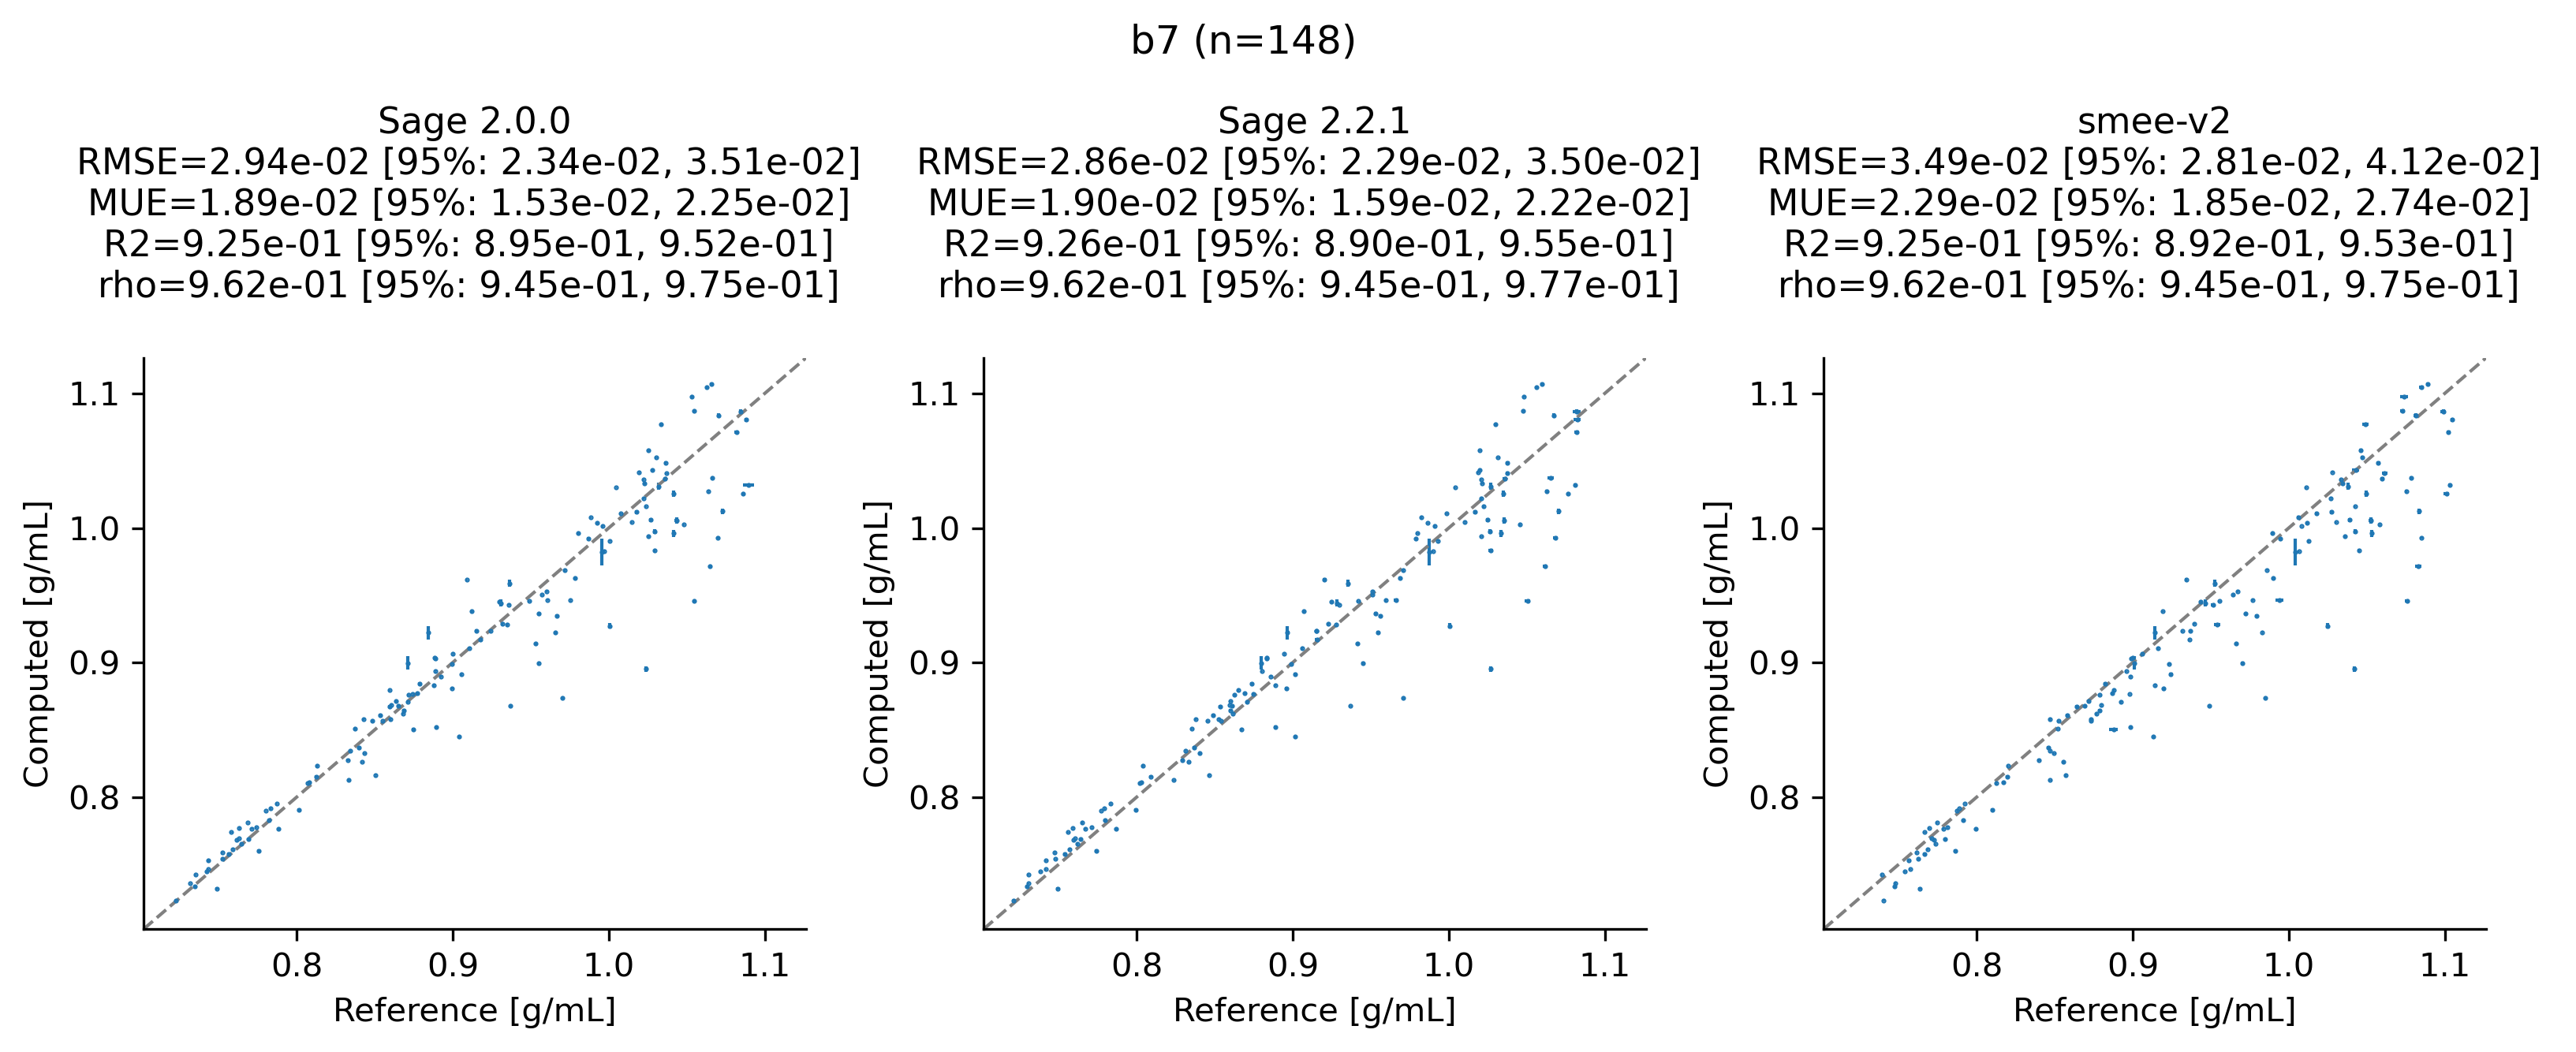 b7 (n=148)
Sage 2.0.0
RMSE=2.94e-02 [95%: 2.34e-02, 3.51e-02]
MUE=1.89e-02 [95%: 1.53e-02, 2.25e-02]
R2=9.25e-01 [95%: 8.95e-01, 9.52e-01]
rho=9.62e-01 [95%: 9.45e-01, 9.75e-01]
1.1
1.0
0.9
0.8
Computed [g/mL]
0.8 0.9 1.0 1.1
Reference [g/mL]
Sage 2.2.1
RMSE=2.86e-02 [95%: 2.29e-02, 3.50e-02]
MUE=1.90e-02 [95%: 1.59e-02, 2.22e-02]
R2=9.26e-01 [95%: 8.90e-01, 9.55e-01]
rho=9.62e-01 [95%: 9.45e-01, 9.77e-01]
1.1
1.0
0.9
0.8
Computed [g/mL]
0.8 0.9 1.0 1.1
Reference [g/mL]
smee-v2
RMSE=3.49e-02 [95%: 2.81e-02, 4.12e-02]
MUE=2.29e-02 [95%: 1.85e-02, 2.74e-02]
R2=9.25e-01 [95%: 8.92e-01, 9.53e-01]
rho=9.62e-01 [95%: 9.45e-01, 9.75e-01]
1.1
1.0
0.9
0.8
Computed [g/mL]
0.8 0.9 1.0 1.1
Reference [g/mL]